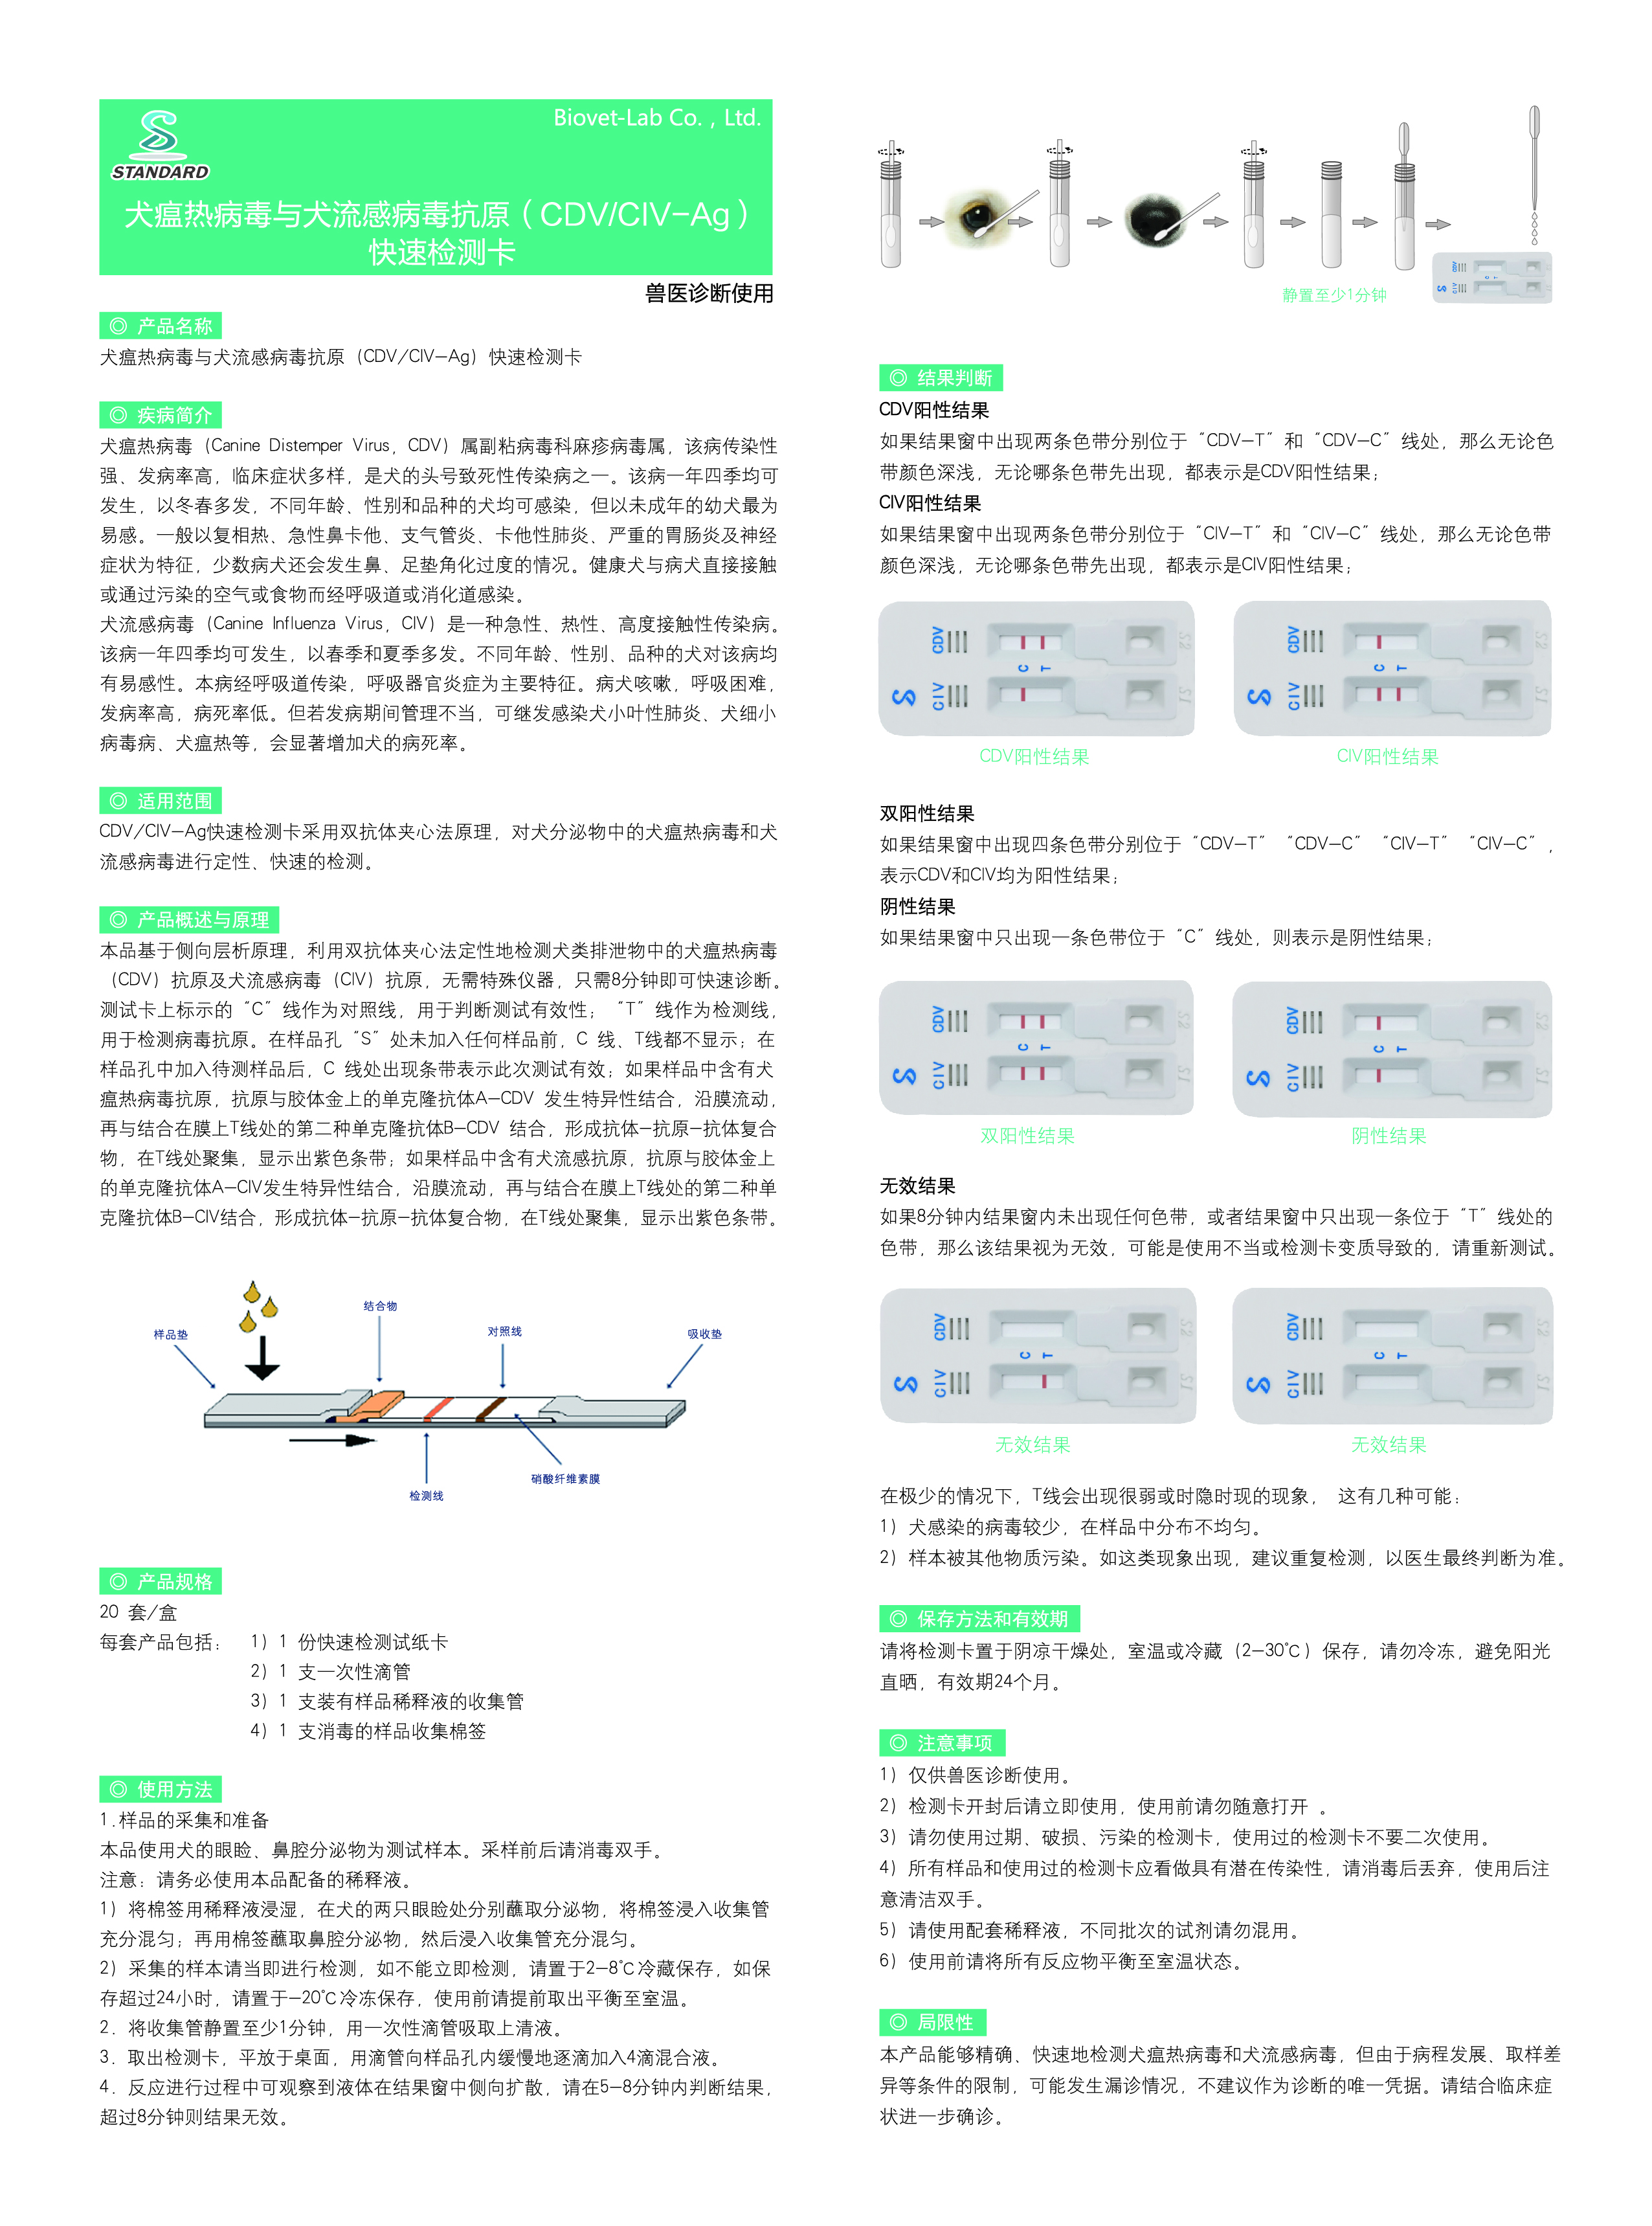 Biovet-Lab Co. , Ltd.
STANDARD
犬瘟热病毒与犬流感病毒抗原（CDV/CIV-Ag）
快速检测卡
兽医诊断使用
◎ 产品名称
犬瘟热病毒与犬流感病毒抗原（CDV/CIV-Ag）快速检测卡
◎ 疾病简介
犬瘟热病毒（Canine Distemper Virus，CDV）属副粘病毒科麻疹病毒属，该病传染性
强、发病率高，临床症状多样，是犬的头号致死性传染病之一。该病一年四季均可
发生，以冬春多发，不同年龄、性别和品种的犬均可感染，但以未成年的幼犬最为
易感。一般以复相热、急性鼻卡他、支气管炎、卡他性肺炎、严重的胃肠炎及神经
症状为特征，少数病犬还会发生鼻、足垫角化过度的情况。健康犬与病犬直接接触
或通过污染的空气或食物而经呼吸道或消化道感染。
犬流感病毒（Canine Influenza Virus，CIV）是一种急性、热性、高度接触性传染病。
该病一年四季均可发生，以春季和夏季多发。不同年龄、性别、品种的犬对该病均
有易感性。本病经呼吸道传染，呼吸器官炎症为主要特征。病犬咳嗽，呼吸困难，
发病率高，病死率低。但若发病期间管理不当，可继发感染犬小叶性肺炎、犬细小
病毒病、犬瘟热等，会显著增加犬的病死率。
◎ 适用范围
CDV/CIV-Ag快速检测卡采用双抗体夹心法原理，对犬分泌物中的犬瘟热病毒和犬
流感病毒进行定性、快速的检测。
◎ 产品概述与原理
本品基于侧向层析原理，利用双抗体夹心法定性地检测犬类排泄物中的犬瘟热病毒
（CDV）抗原及犬流感病毒（CIV）抗原，无需特殊仪器，只需8分钟即可快速诊断。
测试卡上标示的“C”线作为对照线，用于判断测试有效性；“T”线作为检测线，
用于检测病毒抗原。在样品孔“S”处未加入任何样品前，C 线、T线都不显示；在
样品孔中加入待测样品后，C 线处出现条带表示此次测试有效；如果样品中含有犬
瘟热病毒抗原，抗原与胶体金上的单克隆抗体A-CDV 发生特异性结合，沿膜流动，
再与结合在膜上T线处的第二种单克隆抗体B-CDV 结合，形成抗体-抗原-抗体复合
物，在T线处聚集，显示出紫色条带；如果样品中含有犬流感抗原，抗原与胶体金上
的单克隆抗体A-CIV发生特异性结合，沿膜流动，再与结合在膜上T线处的第二种单
克隆抗体B-CIV结合，形成抗体-抗原-抗体复合物，在T线处聚集，显示出紫色条带。
结合物
样品垫
对照线
吸收垫
硝酸纤维素膜
检测线
◎ 产品规格
20 套/盒
每套产品包括： 1）1 份快速检测试纸卡
2）1 支一次性滴管
3）1 支装有样品稀释液的收集管
4）1 支消毒的样品收集棉签
◎ 使用方法
1.样品的采集和准备
本品使用犬的眼睑、鼻腔分泌物为测试样本。采样前后请消毒双手。
注意：请务必使用本品配备的稀释液。
1）将棉签用稀释液浸湿，在犬的两只眼睑处分别蘸取分泌物，将棉签浸入收集管
充分混匀；再用棉签蘸取鼻腔分泌物，然后浸入收集管充分混匀。
2）采集的样本请当即进行检测，如不能立即检测，请置于2-8℃冷藏保存，如保
存超过24小时，请置于-20℃冷冻保存，使用前请提前取出平衡至室温。
2. 将收集管静置至少1分钟，用一次性滴管吸取上清液。
3. 取出检测卡，平放于桌面，用滴管向样品孔内缓慢地逐滴加入4滴混合液。
4. 反应进行过程中可观察到液体在结果窗中侧向扩散，请在5-8分钟内判断结果，
超过8分钟则结果无效。
静置至少1分钟
S CDV CIV C T
◎ 结果判断
CDV阳性结果
如果结果窗中出现两条色带分别位于“CDV-T”和“CDV-C”线处，那么无论色
带颜色深浅，无论哪条色带先出现，都表示是CDV阳性结果；
CIV阳性结果
如果结果窗中出现两条色带分别位于“CIV-T”和“CIV-C”线处，那么无论色带
颜色深浅，无论哪条色带先出现，都表示是CIV阳性结果；
S CDV CIV C T S2 S1
S CDV CIV C T S2 S1
CDV阳性结果
CIV阳性结果
双阳性结果
如果结果窗中出现四条色带分别位于“CDV-T”“CDV-C”“CIV-T”“CIV-C”，
表示CDV和CIV均为阳性结果；
阴性结果
如果结果窗中只出现一条色带位于“C”线处，则表示是阴性结果；
S CDV CIV C T S2 S1
S CDV CIV C T S2 S1
双阳性结果
阴性结果
无效结果
如果8分钟内结果窗内未出现任何色带，或者结果窗中只出现一条位于“T”线处的
色带，那么该结果视为无效，可能是使用不当或检测卡变质导致的，请重新测试。
S CDV CIV C T S2 S1
S CDV CIV C T S2 S1
无效结果
无效结果
在极少的情况下，T线会出现很弱或时隐时现的现象， 这有几种可能：
1）犬感染的病毒较少，在样品中分布不均匀。
2）样本被其他物质污染。如这类现象出现，建议重复检测，以医生最终判断为准。
◎ 保存方法和有效期
请将检测卡置于阴凉干燥处，室温或冷藏（2-30℃）保存，请勿冷冻，避免阳光
直晒，有效期24个月。
◎ 注意事项
1）仅供兽医诊断使用。
2）检测卡开封后请立即使用，使用前请勿随意打开 。
3）请勿使用过期、破损、污染的检测卡，使用过的检测卡不要二次使用。
4）所有样品和使用过的检测卡应看做具有潜在传染性，请消毒后丢弃，使用后注
意清洁双手。
5）请使用配套稀释液，不同批次的试剂请勿混用。
6）使用前请将所有反应物平衡至室温状态。
◎ 局限性
本产品能够精确、快速地检测犬瘟热病毒和犬流感病毒，但由于病程发展、取样差
异等条件的限制，可能发生漏诊情况，不建议作为诊断的唯一凭据。请结合临床症
状进一步确诊。